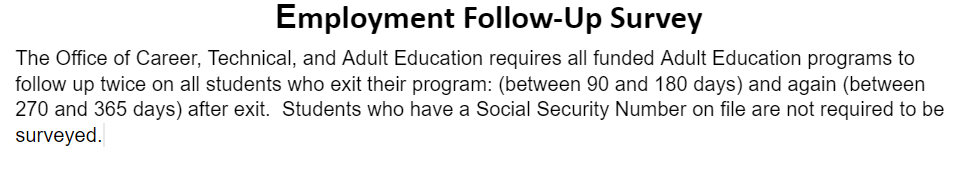 Employment Follow-Up Survey
The Office of Career, Technical, and Adult Education requires all funded Adult Education programs to
follow up twice on all students who exit their program: (between 90 and 180 days) and again (between
270 and 365 days) after exit.  Students who have a Social Security Number on file are not required to be
surveyed.